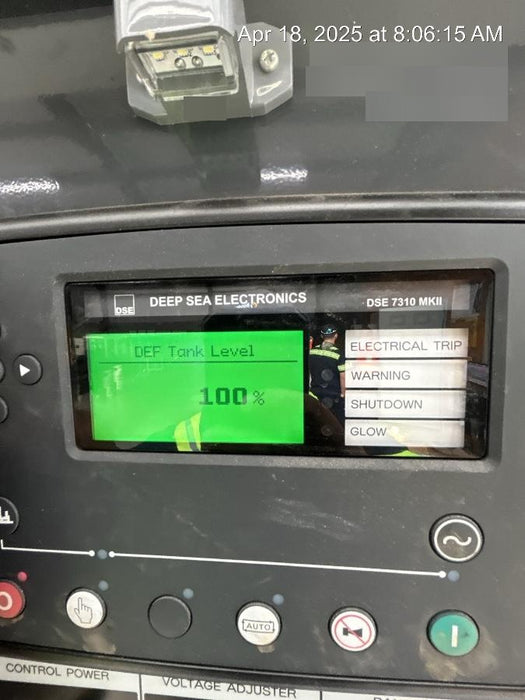 Apr 18, 2025 at 8:06:15 AM
DSE
DEEP SEA ELECTRONICS
DSE 7310 MKII
DEF Tank Level
100%
ELECTRICAL TRIP
WARNING
SHUTDOWN
GLOW
AUTO
CONTROL POWER
VOLTAGE ADJUSTER